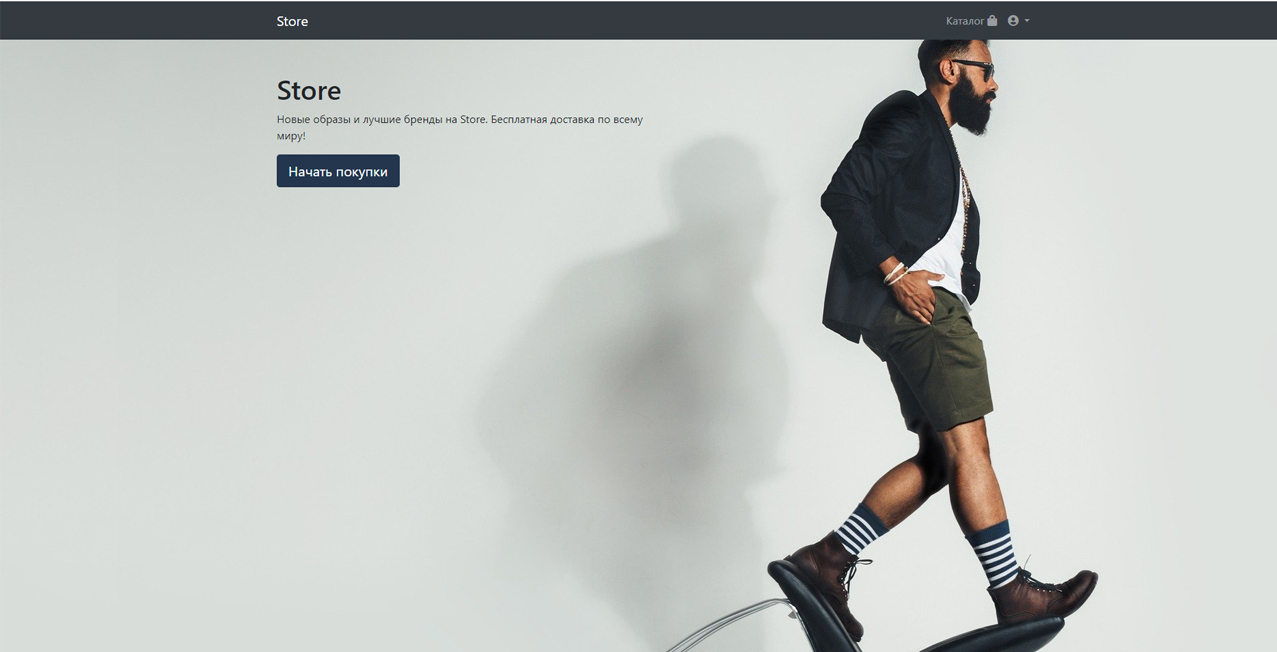 Store
Каталог
Store
Новые образы и лучшие бренды на Store. Бесплатная доставка по всему
миру!
Начать покупки